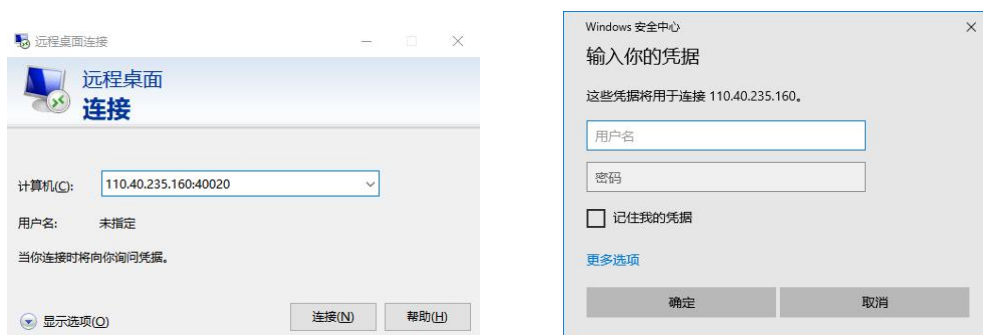 远程桌面连接
远程桌面
连接
计算机(C): 110.40.235.160:40020
用户名: 未指定
当你连接时将向你询问凭据。
显示选项(O) 连接(N) 帮助(H)
Windows 安全中心
输入你的凭据
这些凭据将用于连接 110.40.235.160。
用户名
密码
记住我的凭据
更多选项
确定 取消